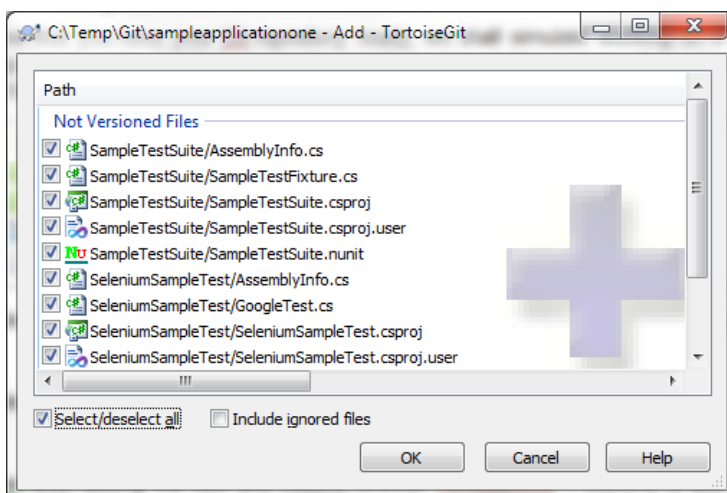 C:\Temp\Git\sampleapplicationone - Add - TortoiseGit
Path
Not Versioned Files
SampleTestSuite/AssemblyInfo.cs
SampleTestSuite/SampleTestFixture.cs
SampleTestSuite/SampleTestSuite.csproj
SampleTestSuite/SampleTestSuite.csproj.user
SampleTestSuite/SampleTestSuite.nunit
SeleniumSampleTest/AssemblyInfo.cs
SeleniumSampleTest/GoogleTest.cs
SeleniumSampleTest/SeleniumSampleTest.csproj
SeleniumSampleTest/SeleniumSampleTest.csproj.user
Select/deselect all Include ignored files
OK Cancel Help